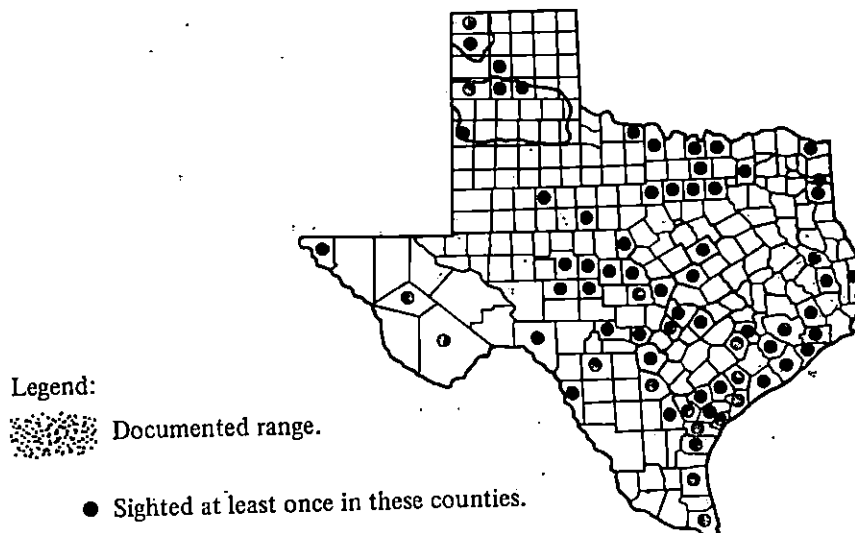 Legend:
Documented range.
Sighted at least once in these counties.